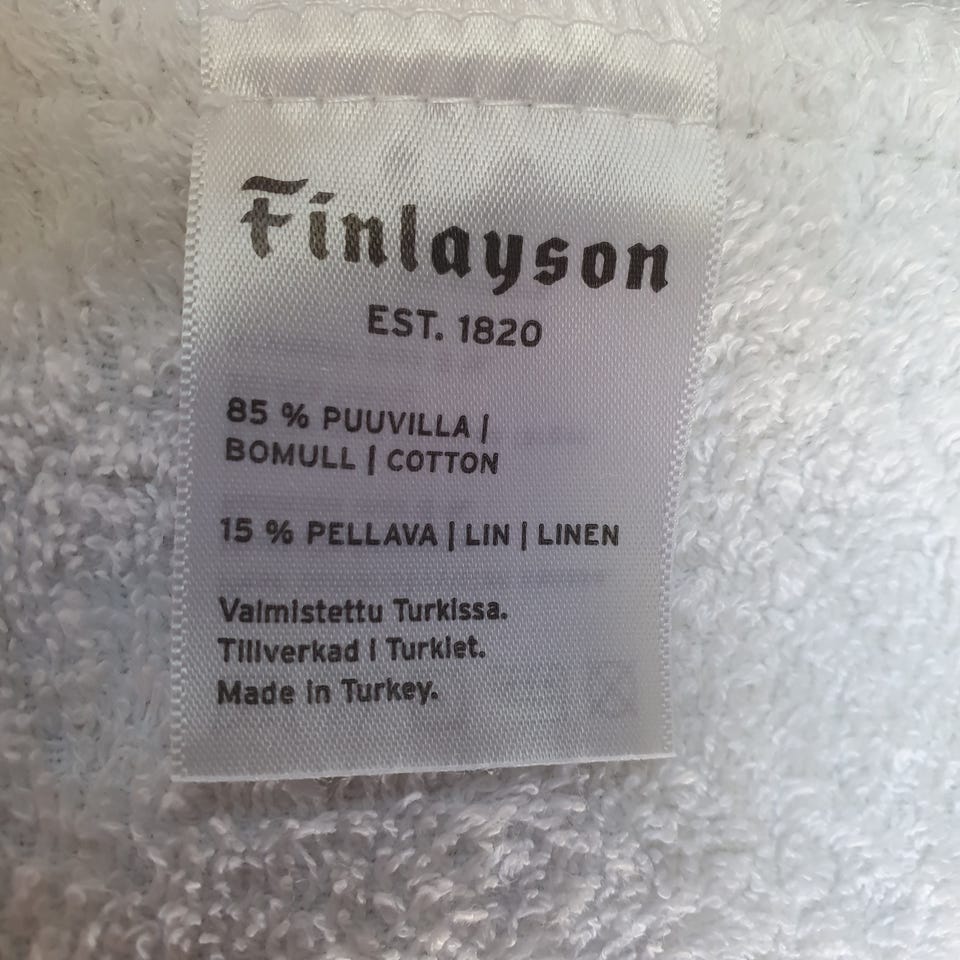 Finlayson
EST. 1820
85 % PUUVILLA |
BOMULL | COTTON
15 % PELLAVA | LIN | LINEN
Valmistettu Turkissa.
Tillverkad i Turkiet.
Made in Turkey.